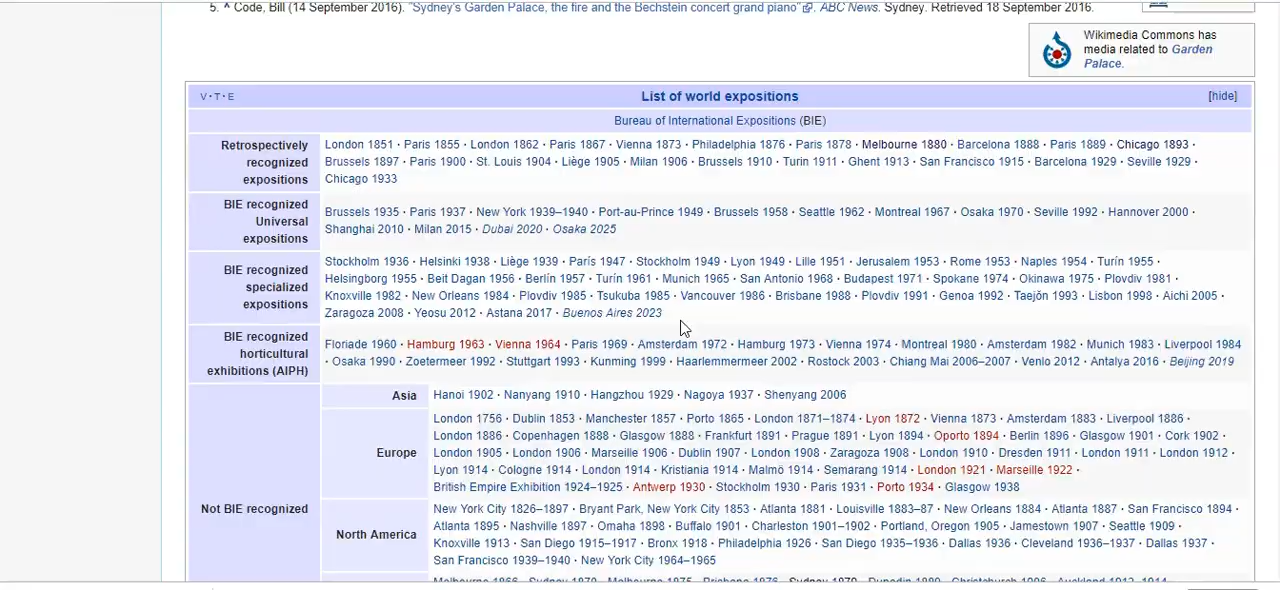 5. ^ Code, Bill (14 September 2016). "Sydney's Garden Palace, the fire and the Bechstein concert grand piano". ABC News. Sydney. Retrieved 18 September 2016.
Wikimedia Commons has
media related to Garden
Palace.
V · T · E
List of world expositions
[hide]
Bureau of International Expositions (BIE)
Retrospectively
recognized
expositions
London 1851 · Paris 1855 · London 1862 · Paris 1867 · Vienna 1873 · Philadelphia 1876 · Paris 1878 · Melbourne 1880 · Barcelona 1888 · Paris 1889 · Chicago 1893 ·
Brussels 1897 · Paris 1900 · St. Louis 1904 · Liège 1905 · Milan 1906 · Brussels 1910 · Turin 1911 · Ghent 1913 · San Francisco 1915 · Barcelona 1929 · Seville 1929 ·
Chicago 1933
BIE recognized
Universal
expositions
Brussels 1935 · Paris 1937 · New York 1939–1940 · Port-au-Prince 1949 · Brussels 1958 · Seattle 1962 · Montreal 1967 · Osaka 1970 · Seville 1992 · Hannover 2000 ·
Shanghai 2010 · Milan 2015 · Dubai 2020 · Osaka 2025
BIE recognized
specialized
expositions
Stockholm 1936 · Helsinki 1938 · Liège 1939 · París 1947 · Stockholm 1949 · Lyon 1949 · Lille 1951 · Jerusalem 1953 · Rome 1953 · Naples 1954 · Turín 1955 ·
Helsingborg 1955 · Beit Dagan 1956 · Berlín 1957 · Turín 1961 · Munich 1965 · San Antonio 1968 · Budapest 1971 · Spokane 1974 · Okinawa 1975 · Plovdiv 1981 ·
Knoxville 1982 · New Orleans 1984 · Plovdiv 1985 · Tsukuba 1985 · Vancouver 1986 · Brisbane 1988 · Plovdiv 1991 · Genoa 1992 · Taejŏn 1993 · Lisbon 1998 · Aichi 2005 ·
Zaragoza 2008 · Yeosu 2012 · Astana 2017 · Buenos Aires 2023
BIE recognized
horticultural
exhibitions (AIPH)
Floriade 1960 · Hamburg 1963 · Vienna 1964 · Paris 1969 · Amsterdam 1972 · Hamburg 1973 · Vienna 1974 · Montreal 1980 · Amsterdam 1982 · Munich 1983 · Liverpool 1984
· Osaka 1990 · Zoetermeer 1992 · Stuttgart 1993 · Kunming 1999 · Haarlemmermeer 2002 · Rostock 2003 · Chiang Mai 2006–2007 · Venlo 2012 · Antalya 2016 · Beijing 2019
Not BIE recognized
Asia
Hanoi 1902 · Nanyang 1910 · Hangzhou 1929 · Nagoya 1937 · Shenyang 2006
Europe
London 1756 · Dublin 1853 · Manchester 1857 · Porto 1865 · London 1871–1874 · Lyon 1872 · Vienna 1873 · Amsterdam 1883 · Liverpool 1886 ·
London 1886 · Copenhagen 1888 · Glasgow 1888 · Frankfurt 1891 · Prague 1891 · Lyon 1894 · Oporto 1894 · Berlin 1896 · Glasgow 1901 · Cork 1902 ·
London 1905 · London 1906 · Marseille 1906 · Dublin 1907 · London 1908 · Zaragoza 1908 · London 1910 · Dresden 1911 · London 1911 · London 1912 ·
Lyon 1914 · Cologne 1914 · London 1914 · Kristiania 1914 · Malmö 1914 · Semarang 1914 · London 1921 · Marseille 1922 ·
British Empire Exhibition 1924–1925 · Antwerp 1930 · Stockholm 1930 · Paris 1931 · Porto 1934 · Glasgow 1938
North America
New York City 1826–1897 · Bryant Park, New York City 1853 · Atlanta 1881 · Louisville 1883–87 · New Orleans 1884 · Atlanta 1887 · San Francisco 1894 ·
Atlanta 1895 · Nashville 1897 · Omaha 1898 · Buffalo 1901 · Charleston 1901–1902 · Portland, Oregon 1905 · Jamestown 1907 · Seattle 1909 ·
Knoxville 1913 · San Diego 1915–1917 · Bronx 1918 · Philadelphia 1926 · San Diego 1935–1936 · Dallas 1936 · Cleveland 1936–1937 · Dallas 1937 ·
San Francisco 1939–1940 · New York City 1964–1965